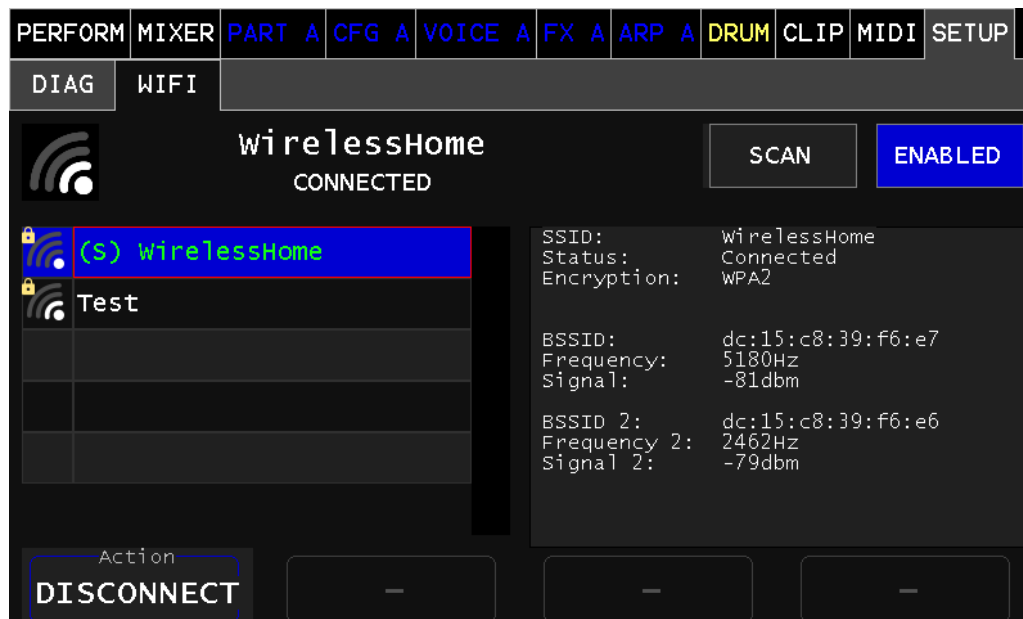 PERFORM MIXER PART A CFG A VOICE A FX A ARP A DRUM CLIP MIDI SETUP
DIAG WIFI
WirelessHome
CONNECTED
SCAN ENABLED
(S) WirelessHome
Test
SSID: WirelessHome
Status: Connected
Encryption: WPA2
BSSID: dc:15:c8:39:f6:e7
Frequency: 5180Hz
Signal: -81dbm
BSSID 2: dc:15:c8:39:f6:e6
Frequency 2: 2462Hz
Signal 2: -79dbm
Action
DISCONNECT – – –